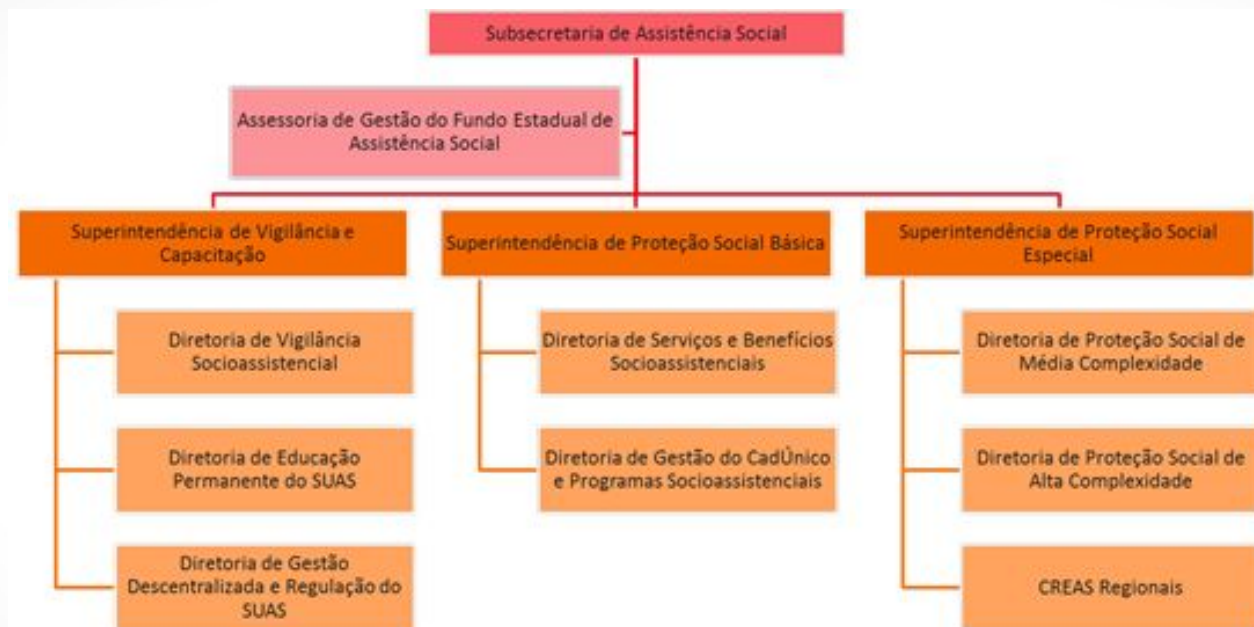 Subsecretaria de Assistência Social
Assessoria de Gestão do Fundo Estadual de
Assistência Social
Superintendência de Vigilância e
Capacitação
Superintendência de Proteção Social Básica
Superintendência de Proteção Social
Especial
Diretoria de Vigilância
Socioassistencial
Diretoria de Serviços e Benefícios
Socioassistenciais
Diretoria de Proteção Social de
Média Complexidade
Diretoria de Educação
Permanente do SUAS
Diretoria de Gestão do CadÚnico
e Programas Socioassistenciais
Diretoria de Proteção Social de
Alta Complexidade
Diretoria de Gestão
Descentralizada e Regulação do
SUAS
CREAS Regionais